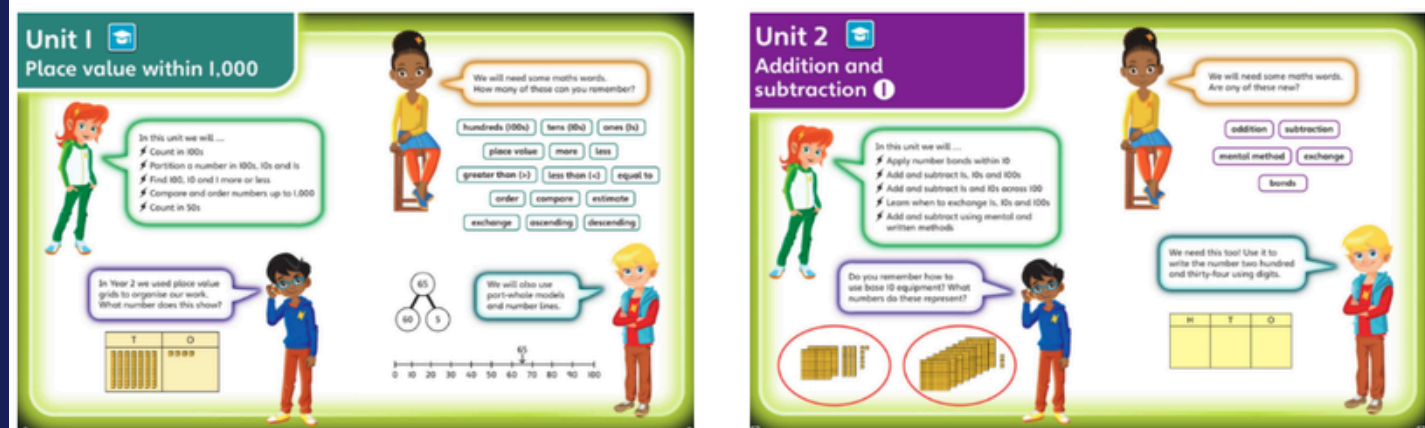 Unit 1
Place value within 1,000
We will need some maths words.
How many of these can you remember?
In this unit we will ...
Count in 100s
Partition a number in 100s, 10s and 1s
Find 100, 10 and 1 more or less
Compare and order numbers up to 1,000
Count in 50s
hundreds (100s) tens (10s) ones (1s)
place value more less
greater than (>) less than (<) equal to
order compare estimate
exchange ascending descending
In Year 2 we used place value
grids to organise our work.
What number does this show?
T O
65
60 5
We will also use
part-whole models
and number lines.
65
0 10 20 30 40 50 60 70 80 90 100
Unit 2
Addition and
subtraction 1
We will need some maths words.
Are any of these new?
In this unit we will ...
Apply number bonds within 10
Add and subtract 1s, 10s and 100s
Add and subtract 1s and 10s across 100
Learn when to exchange 1s, 10s and 100s
Add and subtract using mental and
written methods
addition subtraction
mental method exchange
bonds
Do you remember how to
use base 10 equipment? What
numbers do these represent?
We need this too! Use it to
write the number two hundred
and thirty-four using digits.
H T O